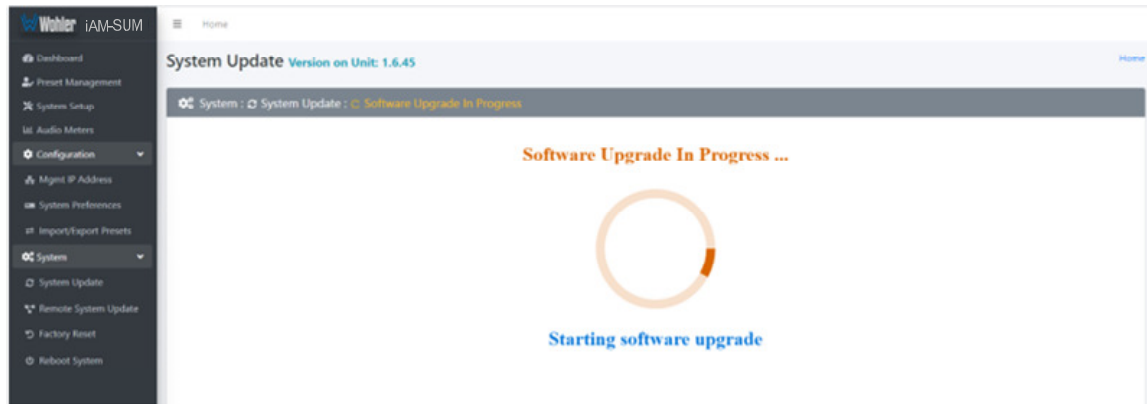 Wohler iAM-SUM
Home
Dashboard
Preset Management
System Setup
Audio Meters
Configuration
Mgmt IP Address
System Preferences
Import/Export Presets
System
System Update
Remote System Update
Factory Reset
Reboot System
System Update Version on Unit: 1.6.45
Home
System : System Update : Software Upgrade In Progress
Software Upgrade In Progress ...
Starting software upgrade